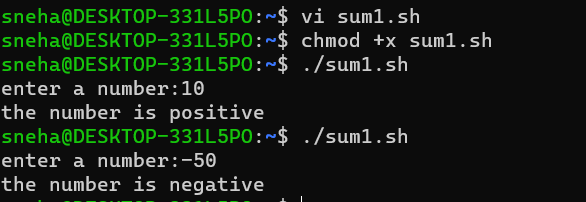 sneha@DESKTOP-331L5PO:~$ vi sum1.sh
sneha@DESKTOP-331L5PO:~$ chmod +x sum1.sh
sneha@DESKTOP-331L5PO:~$ ./sum1.sh
enter a number:10
the number is positive
sneha@DESKTOP-331L5PO:~$ ./sum1.sh
enter a number:-50
the number is negative